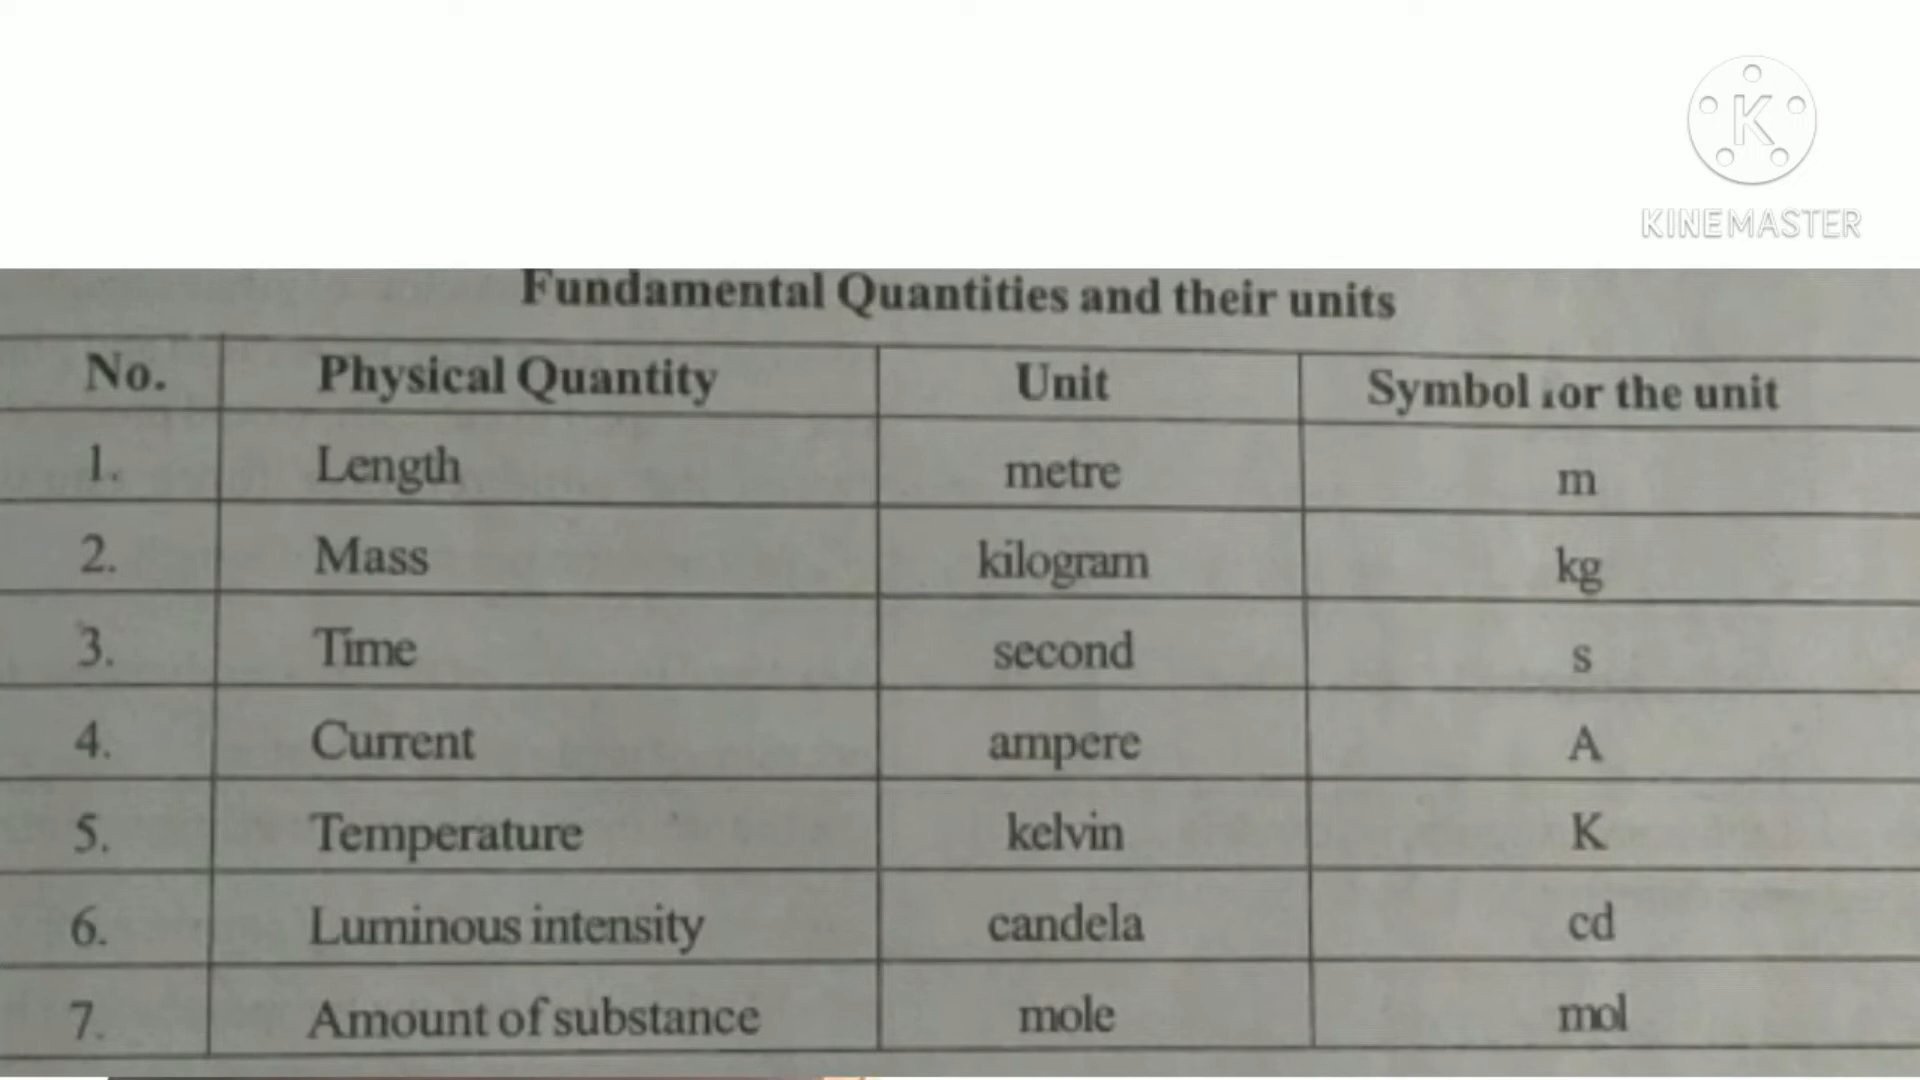 K
KINEMASTER
Fundamental Quantities and their units
No. Physical Quantity Unit Symbol for the unit
1. Length metre m
2. Mass kilogram kg
3. Time second s
4. Current ampere A
5. Temperature kelvin K
6. Luminous intensity candela cd
7. Amount of substance mole mol